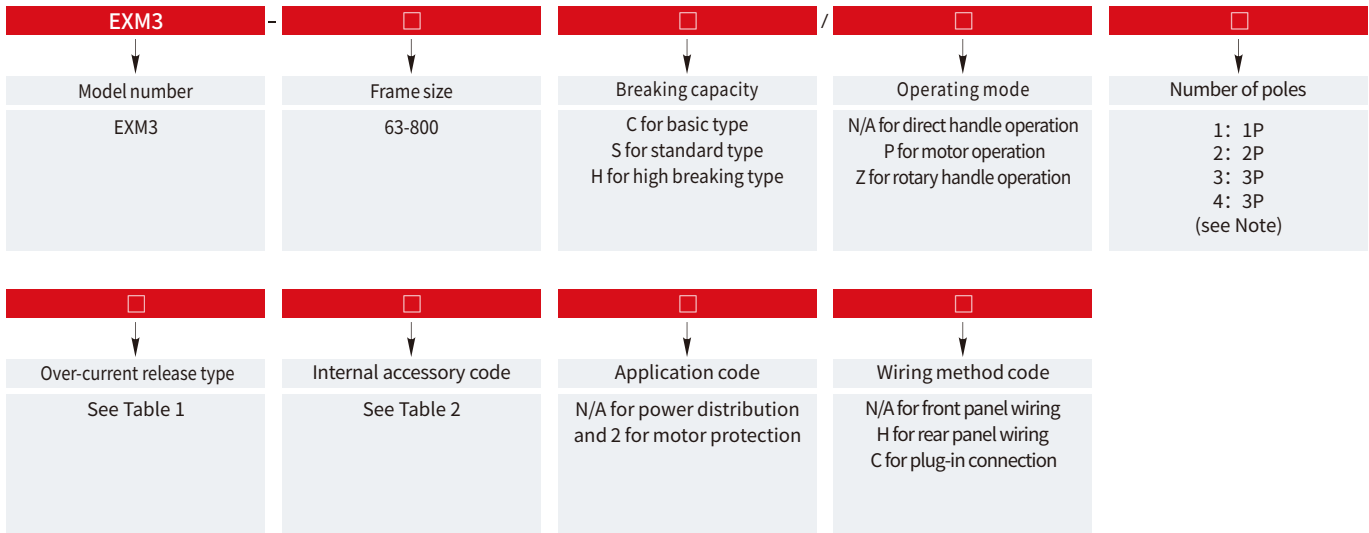 EXM3 - □ □ / □ □
Model number Frame size Breaking capacity Operating mode Number of poles
EXM3
63-800
C for basic type
S for standard type
H for high breaking type
N/A for direct handle operation
P for motor operation
Z for rotary handle operation
1： 1P
2： 2P
3： 3P
4： 3P
(see Note)
□ □ □ □
Over-current release type Internal accessory code Application code Wiring method code
See Table 1
See Table 2
N/A for power distribution
and 2 for motor protection
N/A for front panel wiring
H for rear panel wiring
C for plug-in connection